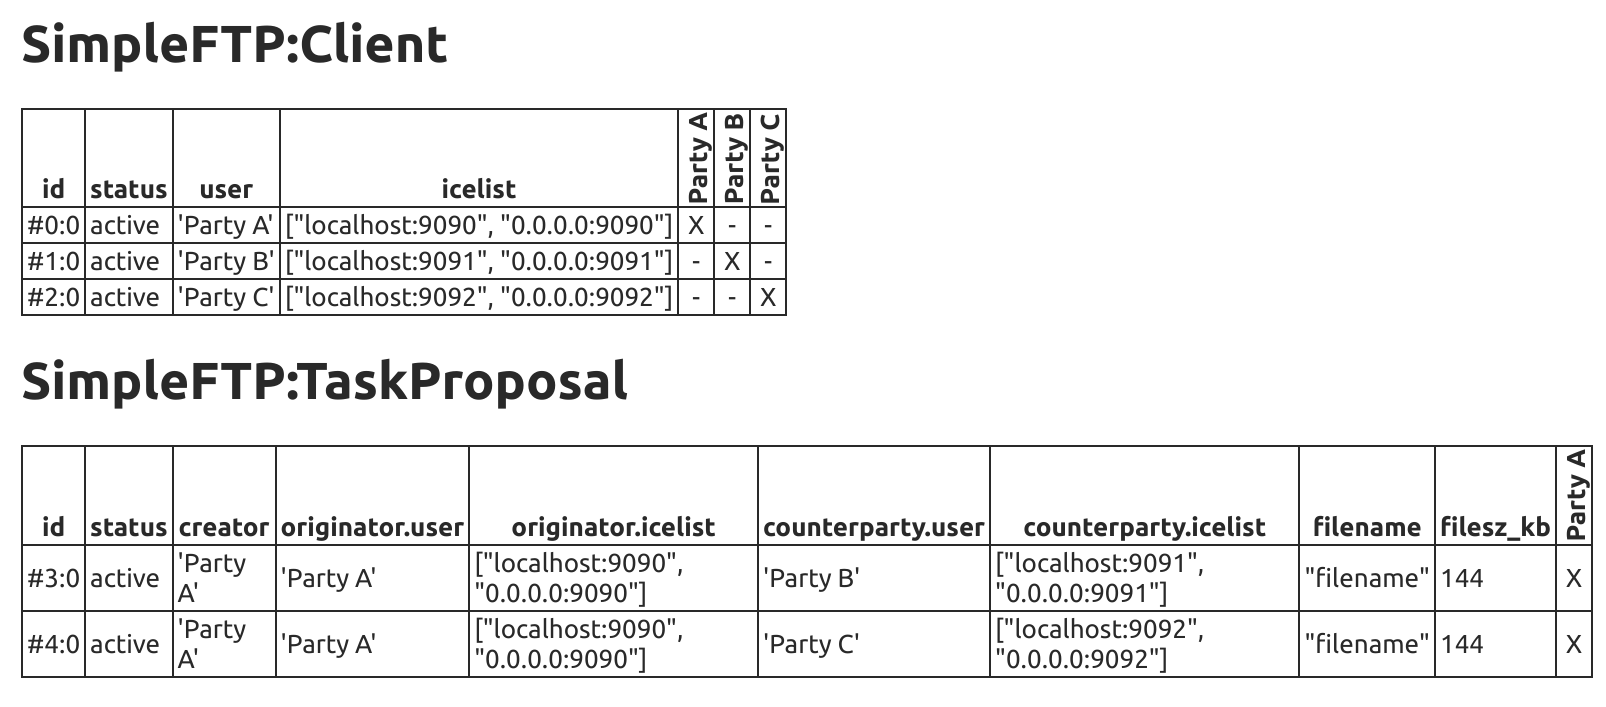 SimpleFTP:Client
id status user icelist Party A Party B Party C
#0:0 active 'Party A' ["localhost:9090", "0.0.0.0:9090"] X - -
#1:0 active 'Party B' ["localhost:9091", "0.0.0.0:9091"] - X -
#2:0 active 'Party C' ["localhost:9092", "0.0.0.0:9092"] - - X
SimpleFTP:TaskProposal
id status creator originator.user originator.icelist counterparty.user counterparty.icelist filename filesz_kb Party A
#3:0 active 'Party A' 'Party A' ["localhost:9090", "0.0.0.0:9090"] 'Party B' ["localhost:9091", "0.0.0.0:9091"] "filename" 144 X
#4:0 active 'Party A' 'Party A' ["localhost:9090", "0.0.0.0:9090"] 'Party C' ["localhost:9092", "0.0.0.0:9092"] "filename" 144 X